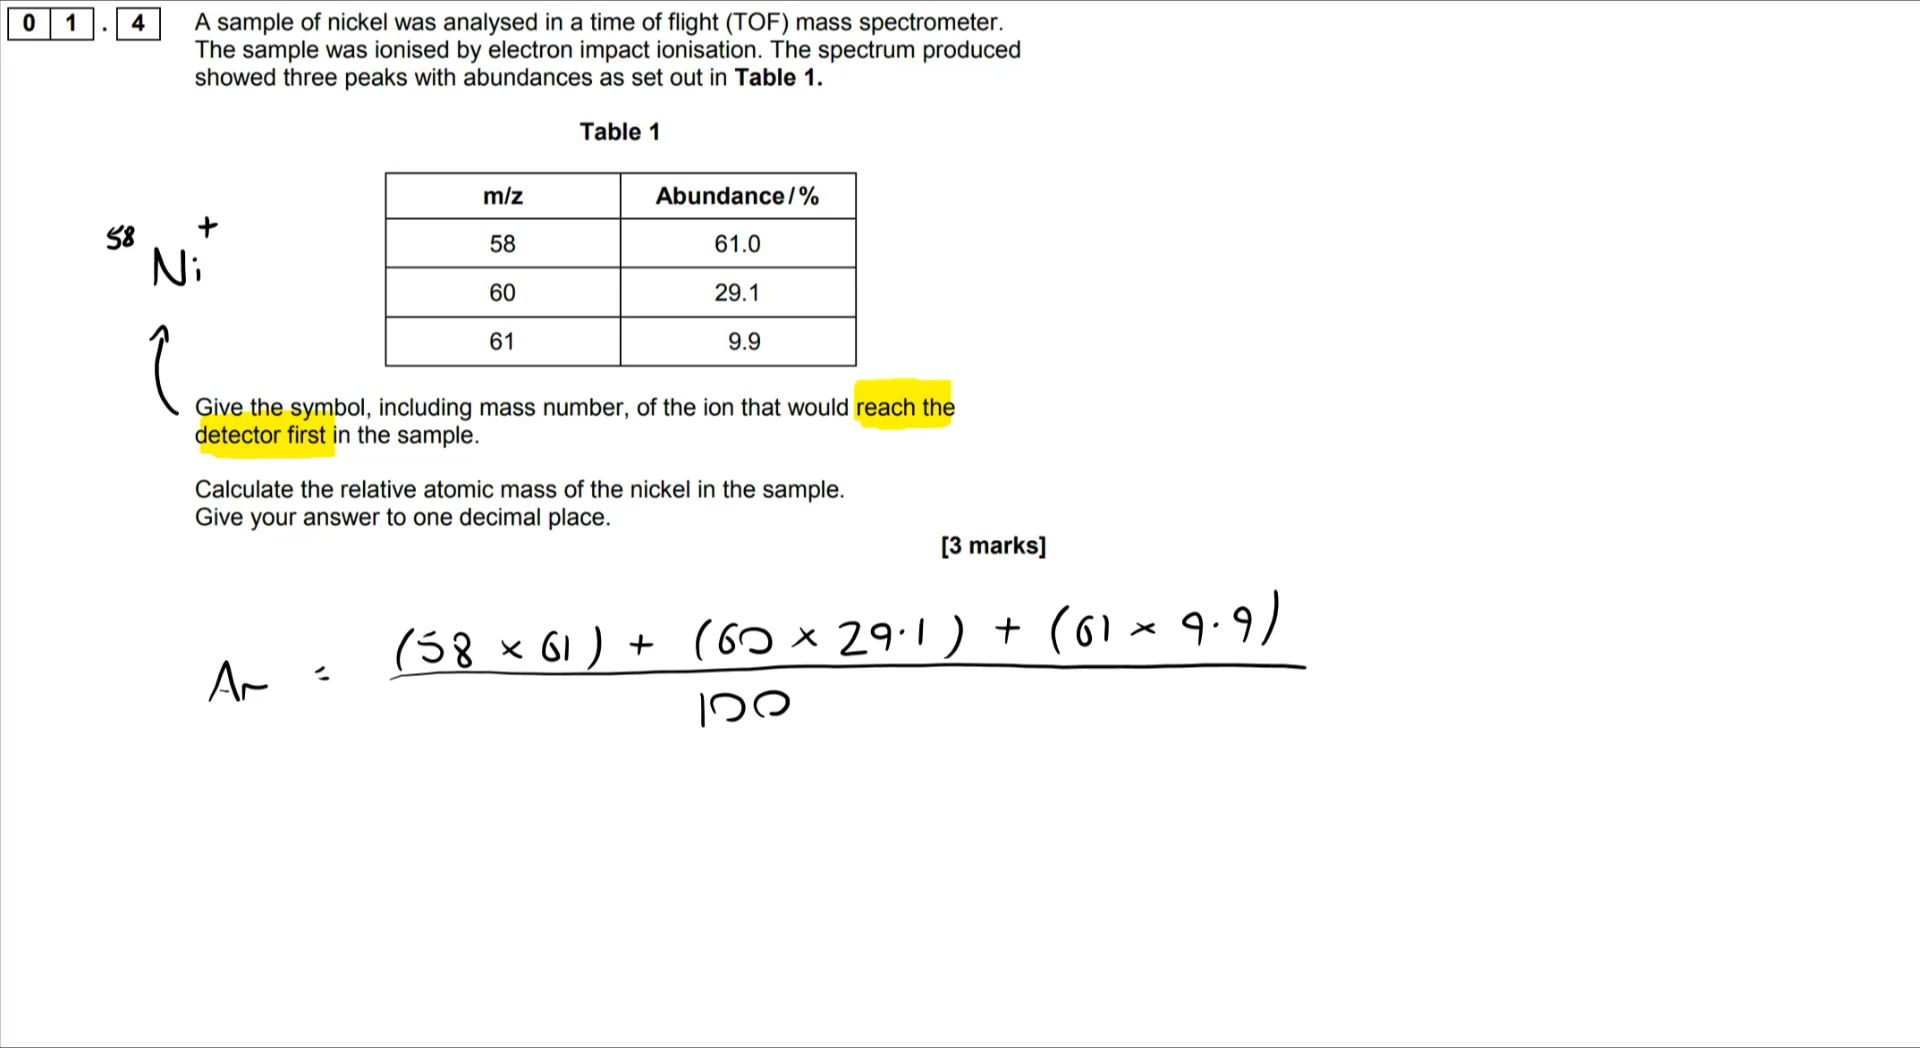 0 1 . 4 A sample of nickel was analysed in a time of flight (TOF) mass spectrometer.
The sample was ionised by electron impact ionisation. The spectrum produced
showed three peaks with abundances as set out in Table 1.
Table 1
m/z Abundance / %
58 61.0
60 29.1
61 9.9
58 Ni +
Give the symbol, including mass number, of the ion that would reach the
detector first in the sample.
Calculate the relative atomic mass of the nickel in the sample.
Give your answer to one decimal place.
[3 marks]
Ar = (58 × 61) + (60 × 29.1) + (61 × 9.9)
100